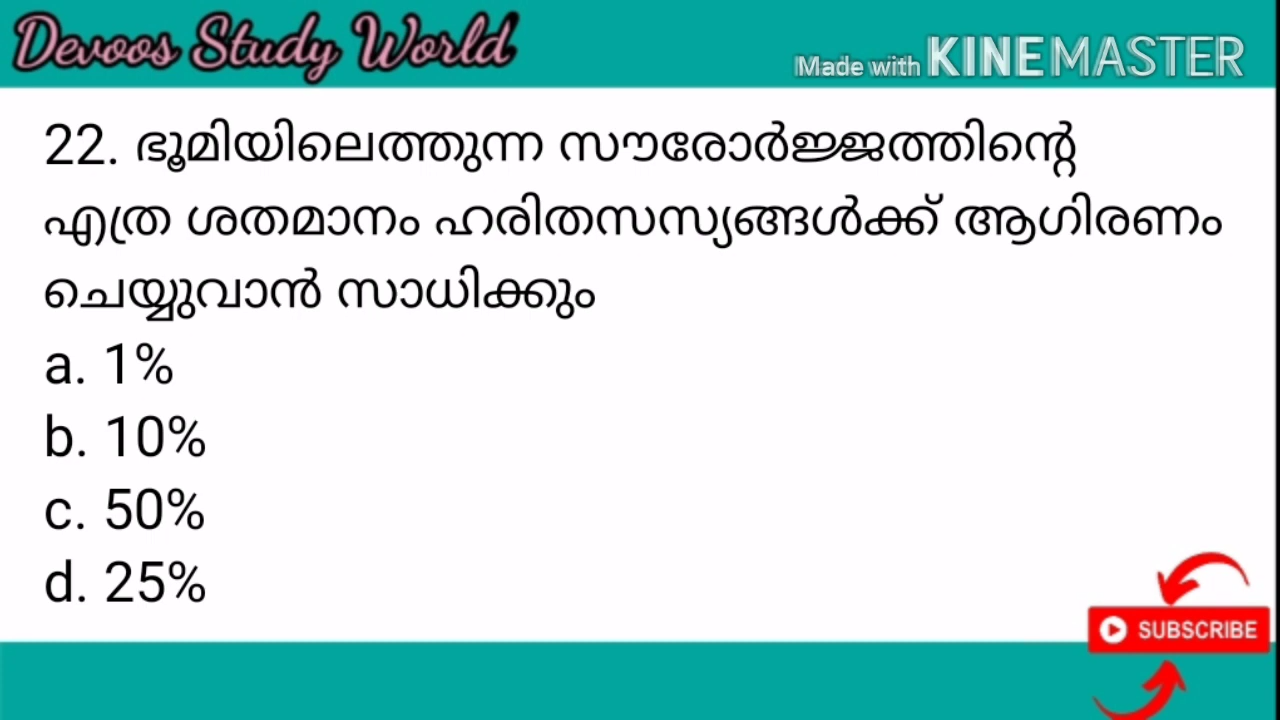 Devoos Study World
Made with KINEMASTER
22. ഭൂമിയിലെത്തുന്ന സൗരോർജ്ജത്തിന്റെ
എത്ര ശതമാനം ഹരിതസസ്യങ്ങൾക്ക് ആഗിരണം
ചെയ്യുവാൻ സാധിക്കും
a. 1%
b. 10%
c. 50%
d. 25%
SUBSCRIBE